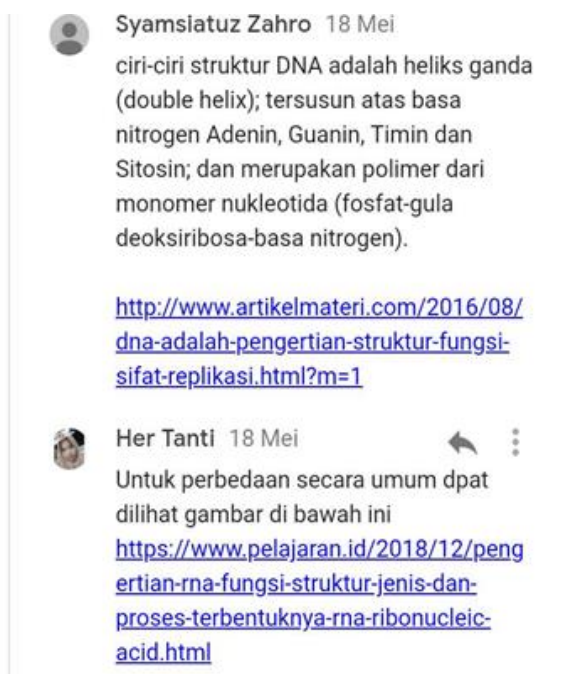 Syamsiatuz Zahro 18 Mei
ciri-ciri struktur DNA adalah heliks ganda
(double helix); tersusun atas basa
nitrogen Adenin, Guanin, Timin dan
Sitosin; dan merupakan polimer dari
monomer nukleotida (fosfat-gula
deoksiribosa-basa nitrogen).
http://www.artikelmateri.com/2016/08/
dna-adalah-pengertian-struktur-fungsi-
sifat-replikasi.html?m=1
Her Tanti 18 Mei
Untuk perbedaan secara umum dpat
dilihat gambar di bawah ini
https://www.pelajaran.id/2018/12/peng
ertian-rna-fungsi-struktur-jenis-dan-
proses-terbentuknya-rna-ribonucleic-
acid.html